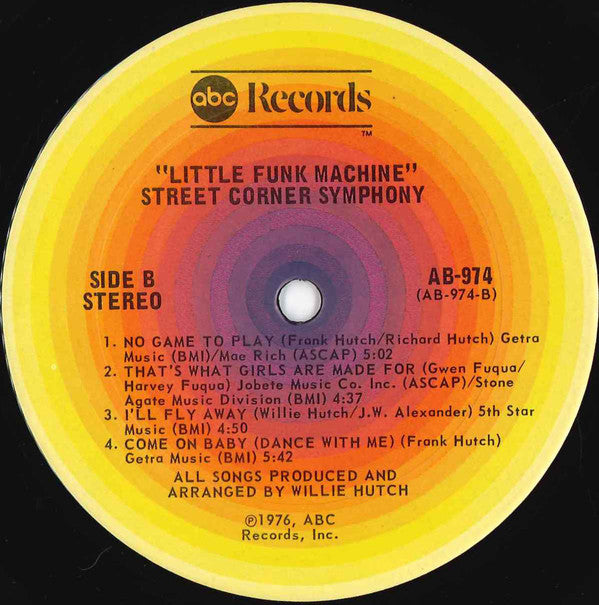 abc Records
TM
"LITTLE FUNK MACHINE"
STREET CORNER SYMPHONY
SIDE B
STEREO
AB-974
(AB-974-B)
1. NO GAME TO PLAY (Frank Hutch/Richard Hutch) Getra
Music (BMI)/Mae Rich (ASCAP) 5:02
2. THAT'S WHAT GIRLS ARE MADE FOR (Gwen Fuqua/
Harvey Fuqua) Jobete Music Co. Inc. (ASCAP)/Stone
Agate Music Division (BMI) 4:37
3. I'LL FLY AWAY (Willie Hutch/J.W. Alexander) 5th Star
Music (BMI) 4:50
4. COME ON BABY (DANCE WITH ME) (Frank Hutch)
Getra Music (BMI) 5:42
ALL SONGS PRODUCED AND
ARRANGED BY WILLIE HUTCH
℗1976, ABC
Records, Inc.